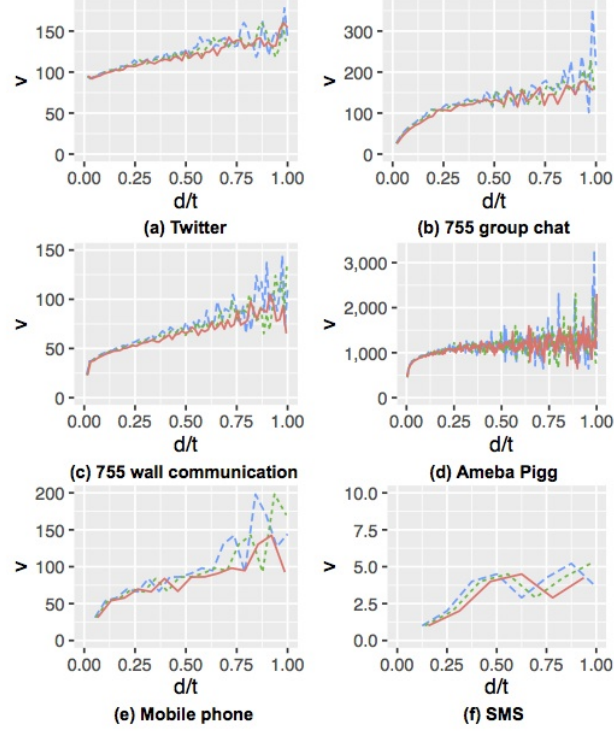 150
100
50
0
v
0.00 0.25 0.50 0.75 1.00
d/t
(a) Twitter
300
200
100
0
v
0.00 0.25 0.50 0.75 1.00
d/t
(b) 755 group chat
150
100
50
0
v
0.00 0.25 0.50 0.75 1.00
d/t
(c) 755 wall communication
3,000
2,000
1,000
0
v
0.00 0.25 0.50 0.75 1.00
d/t
(d) Ameba Pigg
200
150
100
50
0
v
0.00 0.25 0.50 0.75 1.00
d/t
(e) Mobile phone
10.0
7.5
5.0
2.5
0.0
v
0.00 0.25 0.50 0.75 1.00
d/t
(f) SMS